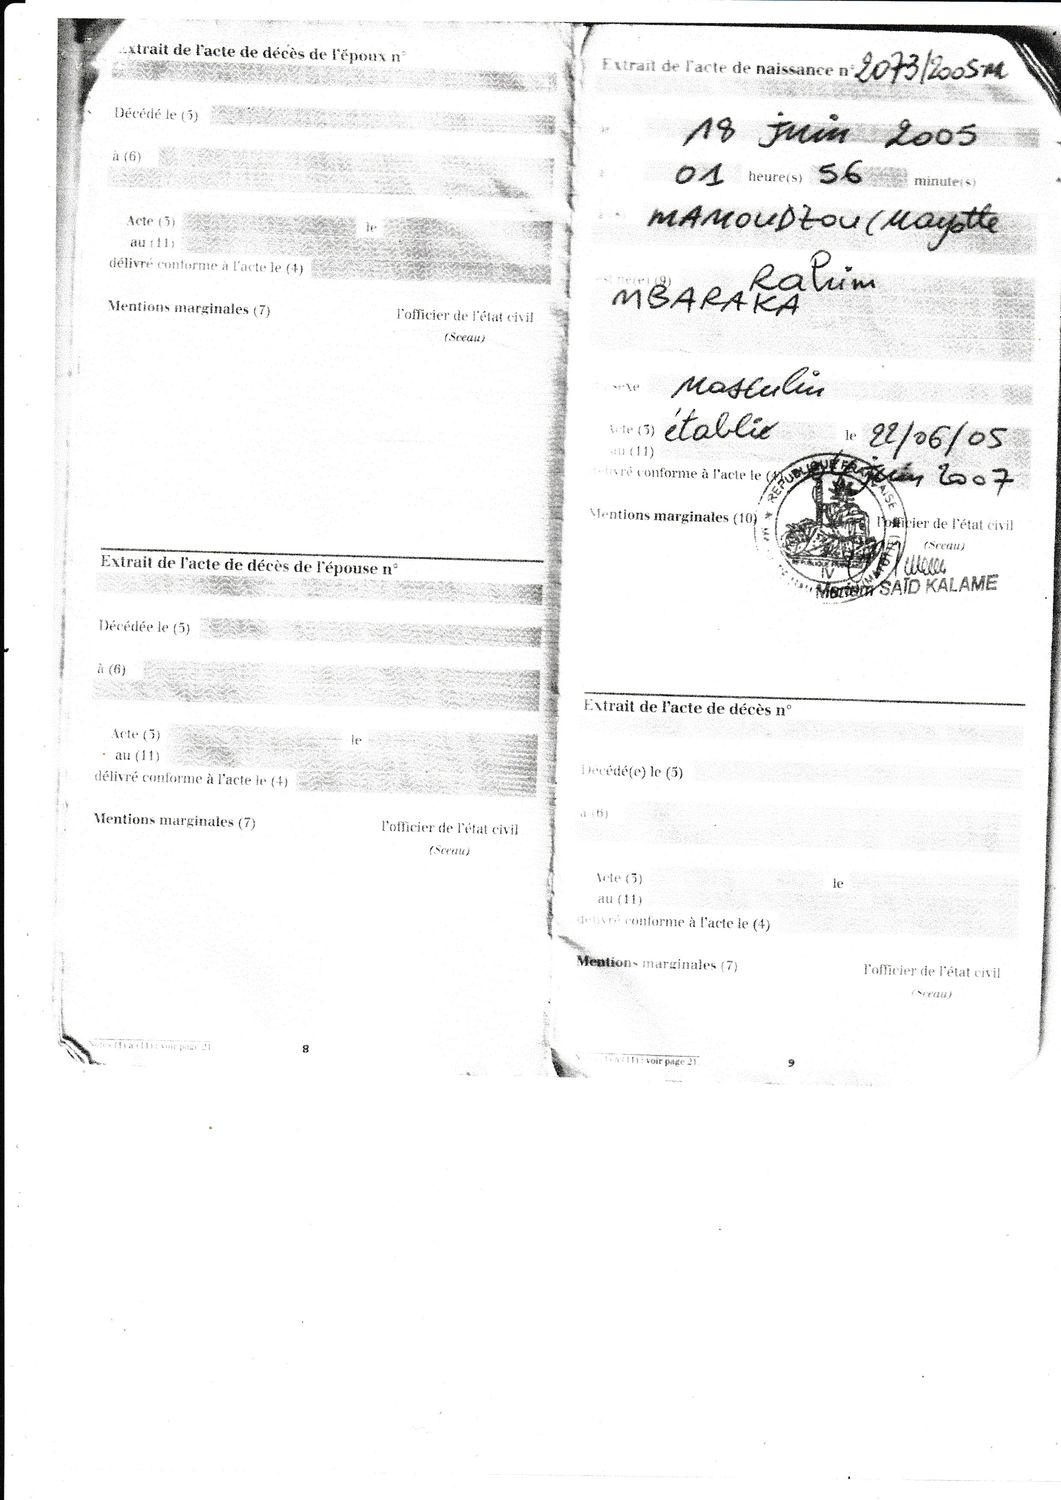 Extrait de l'acte de décès de l'époux n°
Décédé le (5)
à (6)
Acte (3) le
au (11)
délivré conforme à l'acte le (4)
Mentions marginales (7)
l'officier de l'état civil
(Sceau)
Extrait de l'acte de décès de l'épouse n°
Décédée le (5)
à (6)
Acte (3) le
au (11)
délivré conforme à l'acte le (4)
Mentions marginales (7)
l'officier de l'état civil
(Sceau)
Notes (1) à (11) : voir page 21
8
Extrait de l'acte de naissance n° 2073/2005-M
le 18 juin 2005
à 01 heure(s) 56 minute(s)
à MAMOUDZOU (Mayotte
est né(e) (9) Rahim
MBARAKA
sexe Masculin
Acte (3) établie le 22/06/05
au (11)
délivré conforme à l'acte le (4) juin 2007
Mentions marginales (10)
l'officier de l'état civil
(Sceau)
REPUBLIQUE FRANÇAISE
IV
Mariam SAÏD KALAME
Extrait de l'acte de décès n°
Décédé(e) le (5)
à (6)
Acte (3) le
au (11)
délivré conforme à l'acte le (4)
Mentions marginales (7)
l'officier de l'état civil
(Sceau)
(1) à (11) : voir page 21
9